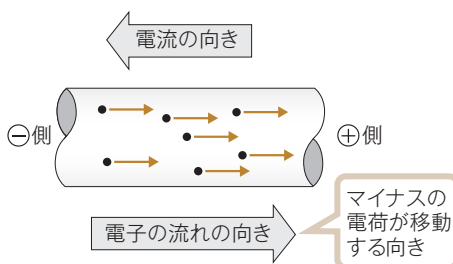 電流の向き
⊖側
⊕側
電子の流れの向き
マイナスの
電荷が移動
する向き